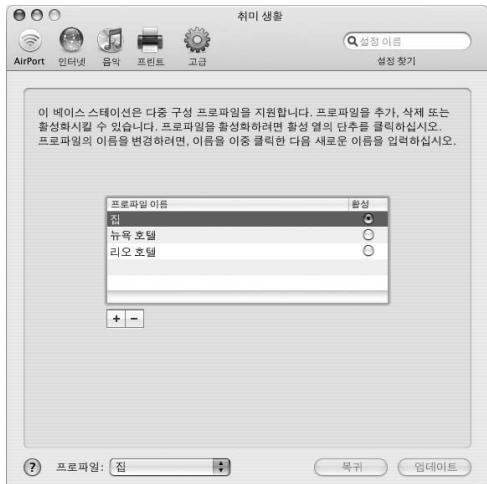 취미 생활
AirPort 인터넷 음악 프린트 고급
설정 이름
설정 찾기
이 베이스 스테이션은 다중 구성 프로파일을 지원합니다. 프로파일을 추가, 삭제 또는
활성화시킬 수 있습니다. 프로파일을 활성화하려면 활성 열의 단추를 클릭하십시오.
프로파일의 이름을 변경하려면, 이름을 이중 클릭한 다음 새로운 이름을 입력하십시오.
프로파일 이름 활성
집
뉴욕 호텔
리오 호텔
+ −
? 프로파일: 집 복귀 업데이트